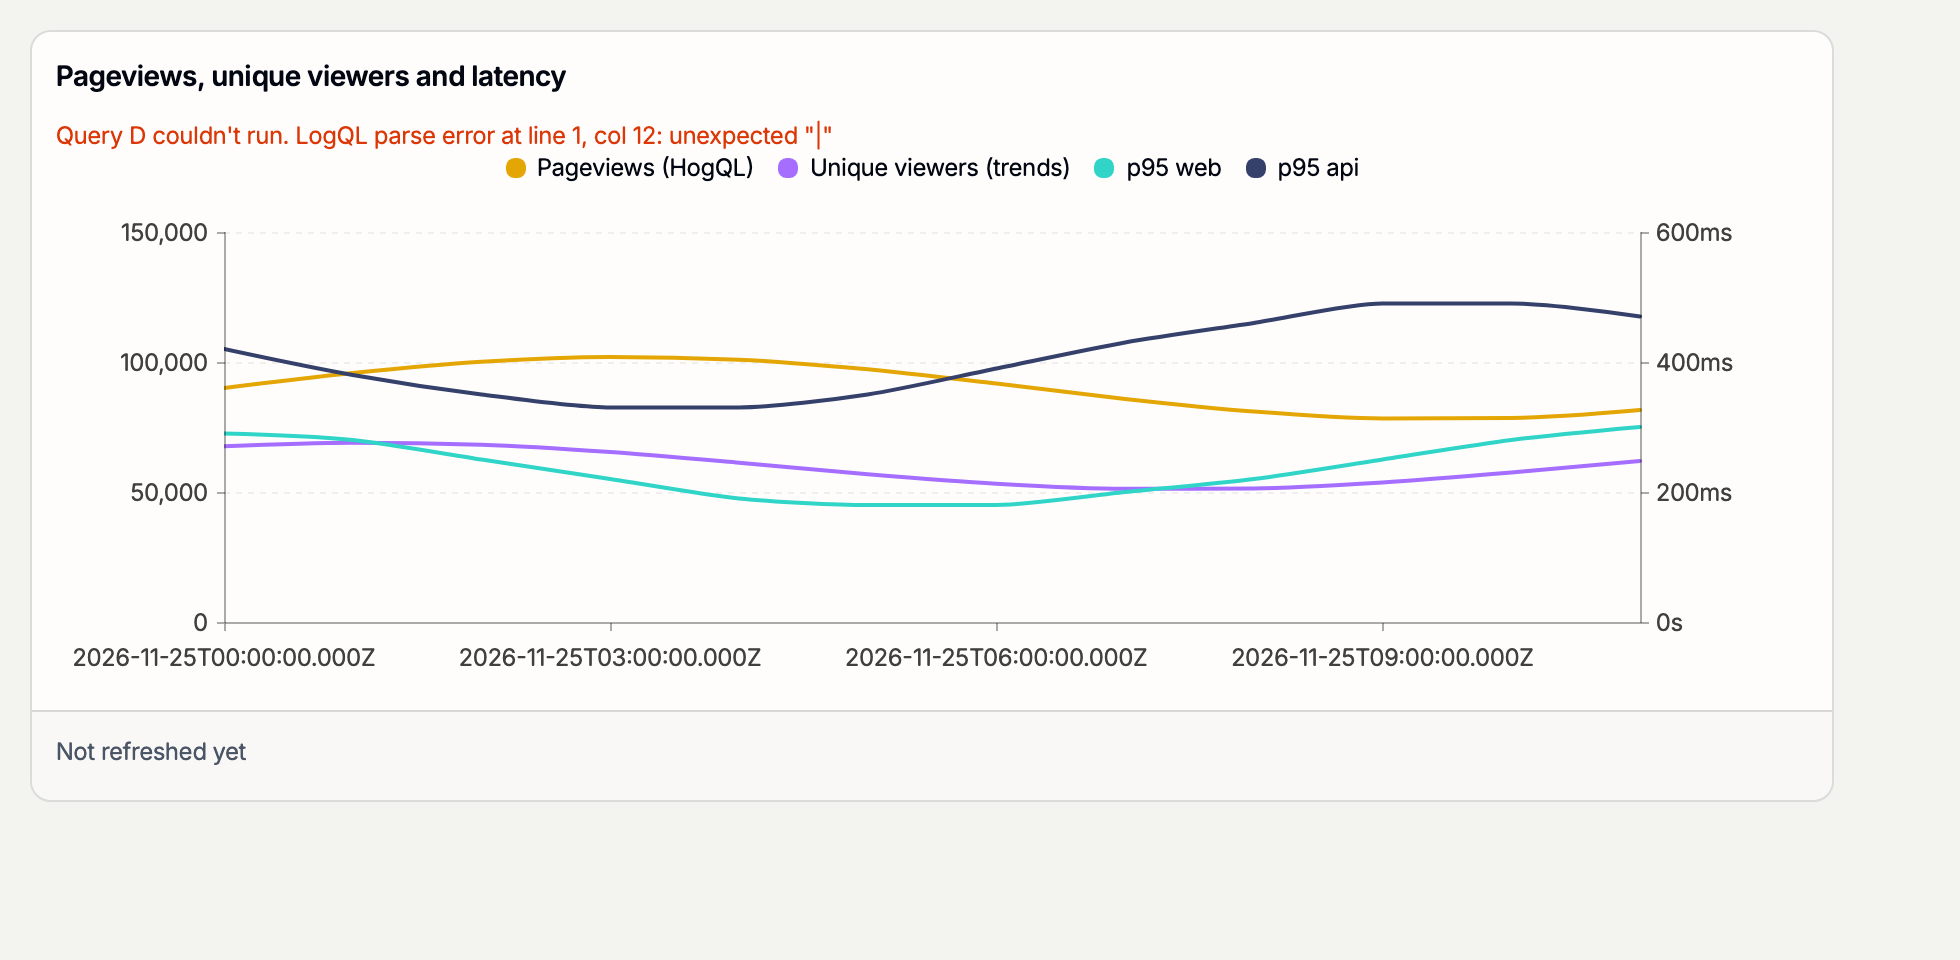 Pageviews, unique viewers and latency
Query D couldn't run. LogQL parse error at line 1, col 12: unexpected "|"
Pageviews (HogQL) Unique viewers (trends) p95 web p95 api
150,000 600ms
100,000 400ms
50,000 200ms
0 0s
2026-11-25T00:00:00.000Z 2026-11-25T03:00:00.000Z 2026-11-25T06:00:00.000Z 2026-11-25T09:00:00.000Z
Not refreshed yet